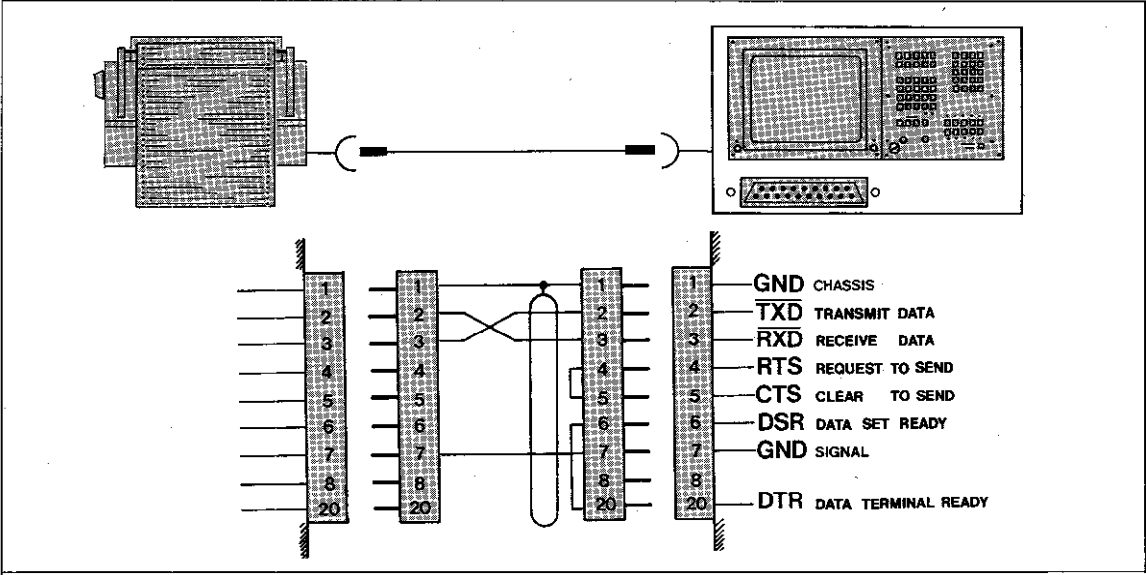 1 1 1 1 GND CHASSIS
2 2 2 2 TXD TRANSMIT DATA
3 3 3 3 RXD RECEIVE DATA
4 4 4 4 RTS REQUEST TO SEND
5 5 5 5 CTS CLEAR TO SEND
6 6 6 6 DSR DATA SET READY
7 7 7 7 GND SIGNAL
8 8 8 8
20 20 20 20 DTR DATA TERMINAL READY